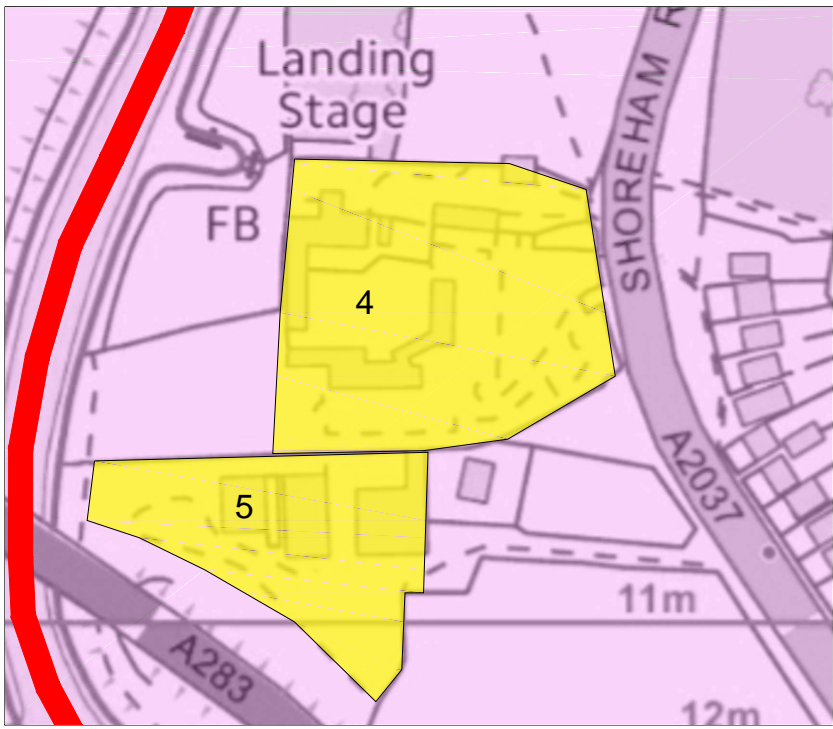 Landing
Stage
SHOREHAM R
FB
4
5
A2037
11m
A283
12m